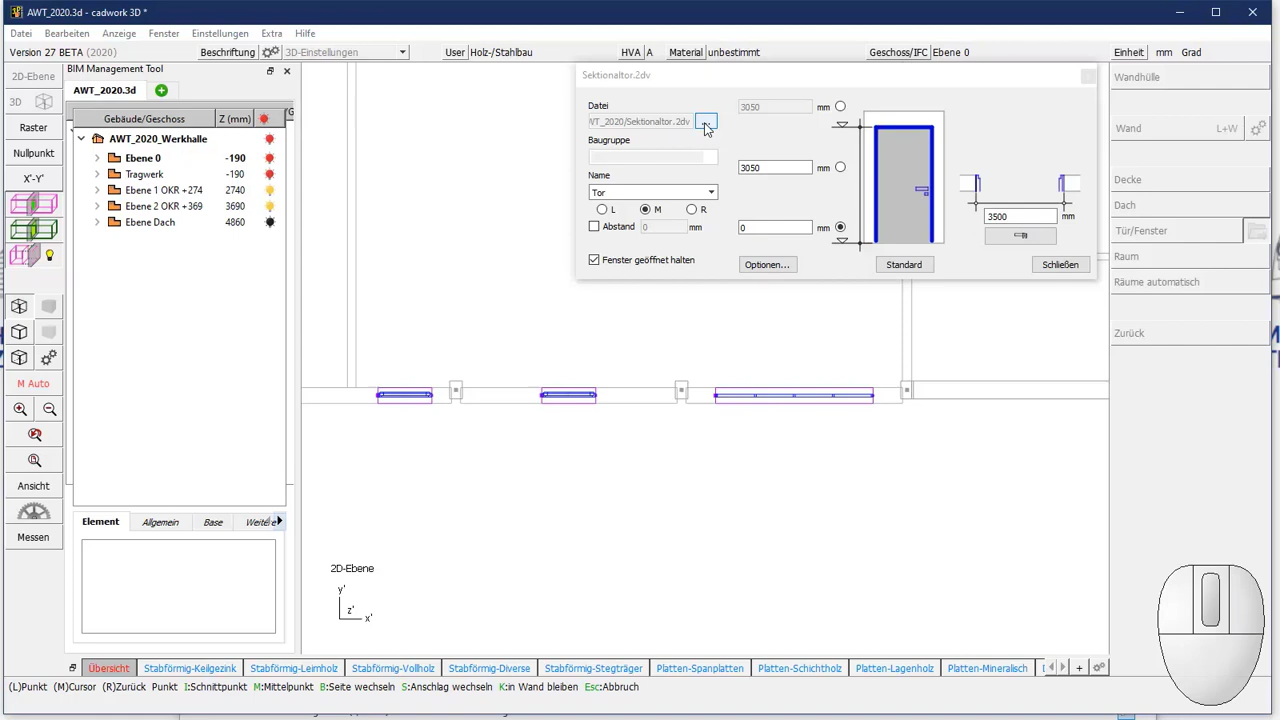 AWT_2020.3d - cadwork 3D *
Datei Bearbeiten Anzeige Fenster Einstellungen Extra Hilfe
Version 27 BETA (2020) Beschriftung 3D-Einstellungen User Holz-/Stahlbau HVA A Material unbestimmt Geschoss/IFC Ebene 0 Einheit mm Grad
2D-Ebene
3D
Raster
Nullpunkt
X'-Y'
M Auto
Ansicht
Messen
BIM Management Tool
AWT_2020.3d
Gebäude/Geschoss Z (mm)
AWT_2020_Werkhalle
Ebene 0 -190
Tragwerk -190
Ebene 1 OKR +274 2740
Ebene 2 OKR +369 3690
Ebene Dach 4860
Element Allgemein Base Weitere
Sektionaltor.2dv
Datei
WT_2020/Sektionaltor.2dv ...
Baugruppe
Name
Tor
L M R
Abstand 0 mm
Fenster geöffnet halten
3050 mm
3050 mm
0 mm
3500 mm
Optionen... Standard Schließen
Wandhülle
Wand L+W
Decke
Dach
Tür/Fenster
Raum
Räume automatisch
Zurück
2D-Ebene
y'
z'
x'
Übersicht Stabförmig-Keilgezink Stabförmig-Leimholz Stabförmig-Vollholz Stabförmig-Diverse Stabförmig-Stegträger Platten-Spanplatten Platten-Schichtholz Platten-Lagenholz Platten-Mineralisch
(L)Punkt (M)Cursor (R)Zurück Punkt I:Schnittpunkt M:Mittelpunkt B:Seite wechseln S:Anschlag wechseln K:in Wand bleiben Esc:Abbruch